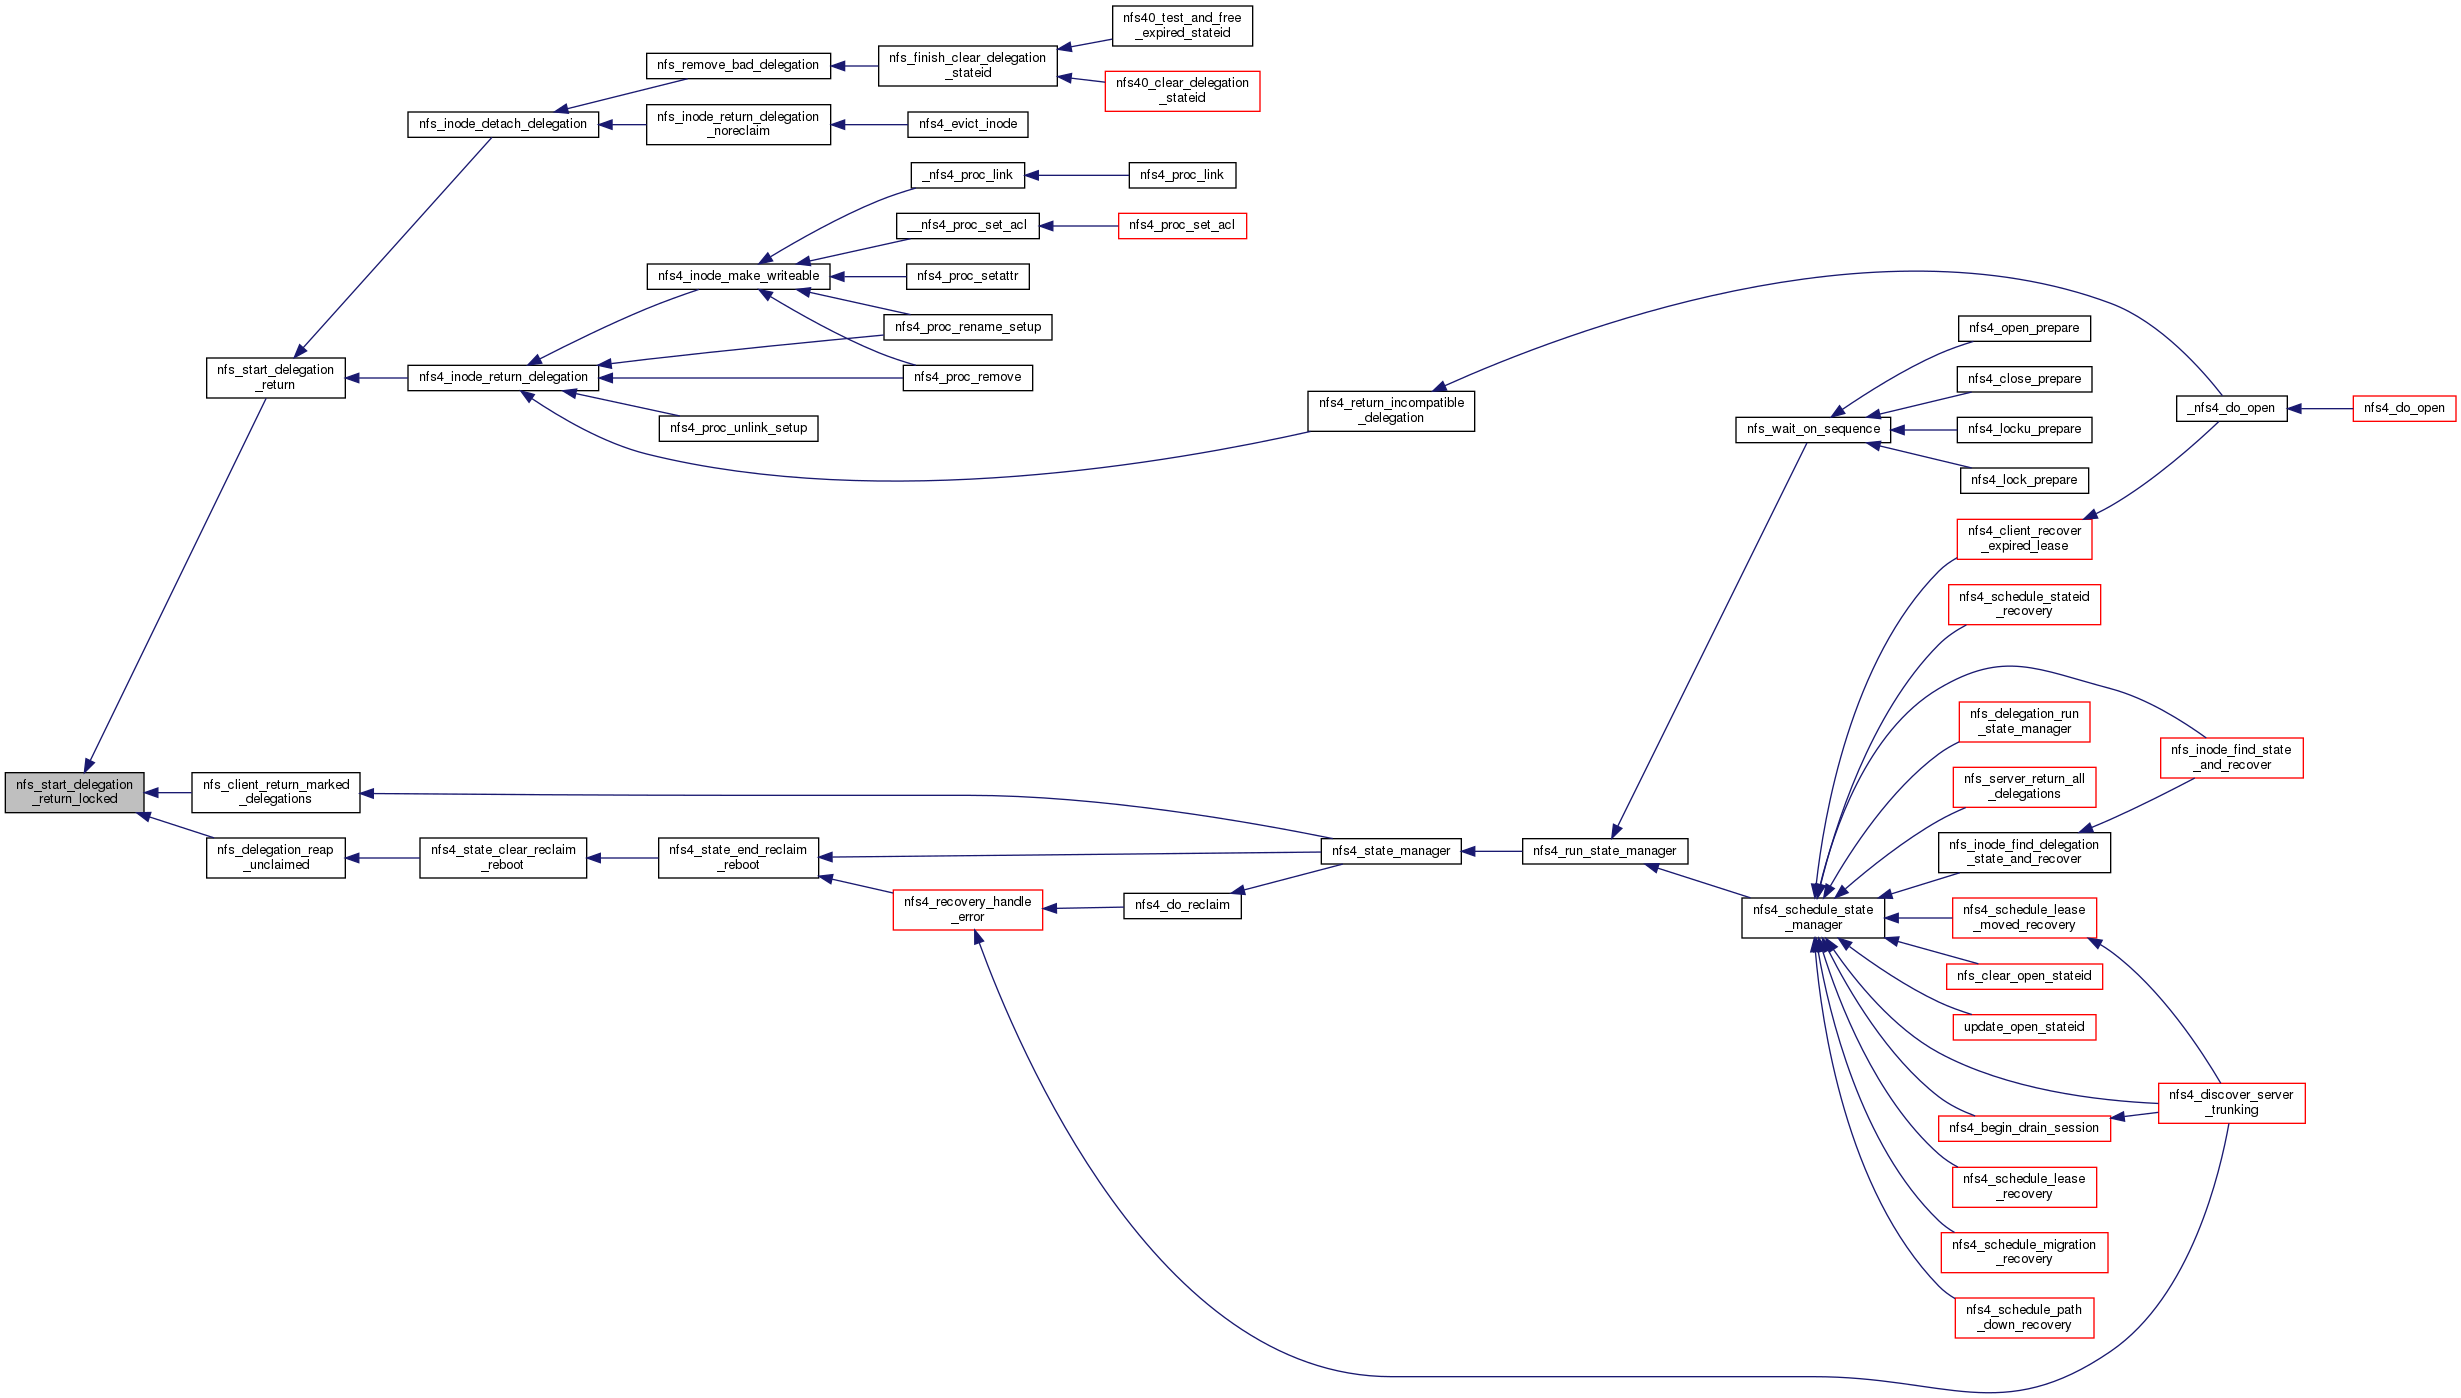 nfs40_test_and_free
_expired_stateid
nfs_remove_bad_delegation
nfs_finish_clear_delegation
_stateid
nfs40_clear_delegation
_stateid
nfs_inode_detach_delegation
nfs_inode_return_delegation
_noreclaim
nfs4_evict_inode
_nfs4_proc_link
nfs4_proc_link
__nfs4_proc_set_acl
nfs4_proc_set_acl
nfs4_inode_make_writeable
nfs4_proc_setattr
nfs4_proc_rename_setup
nfs_start_delegation
_return
nfs4_inode_return_delegation
nfs4_proc_remove
nfs4_proc_unlink_setup
nfs4_return_incompatible
_delegation
nfs4_open_prepare
nfs4_close_prepare
nfs_wait_on_sequence
nfs4_locku_prepare
nfs4_lock_prepare
_nfs4_do_open
nfs4_do_open
nfs4_client_recover
_expired_lease
nfs4_schedule_stateid
_recovery
nfs_delegation_run
_state_manager
nfs_inode_find_state
_and_recover
nfs_server_return_all
_delegations
nfs_start_delegation
_return_locked
nfs_client_return_marked
_delegations
nfs_delegation_reap
_unclaimed
nfs4_state_clear_reclaim
_reboot
nfs4_state_end_reclaim
_reboot
nfs4_recovery_handle
_error
nfs4_do_reclaim
nfs4_state_manager
nfs4_run_state_manager
nfs4_schedule_state
_manager
nfs_inode_find_delegation
_state_and_recover
nfs4_schedule_lease
_moved_recovery
nfs_clear_open_stateid
update_open_stateid
nfs4_discover_server
_trunking
nfs4_begin_drain_session
nfs4_schedule_lease
_recovery
nfs4_schedule_migration
_recovery
nfs4_schedule_path
_down_recovery